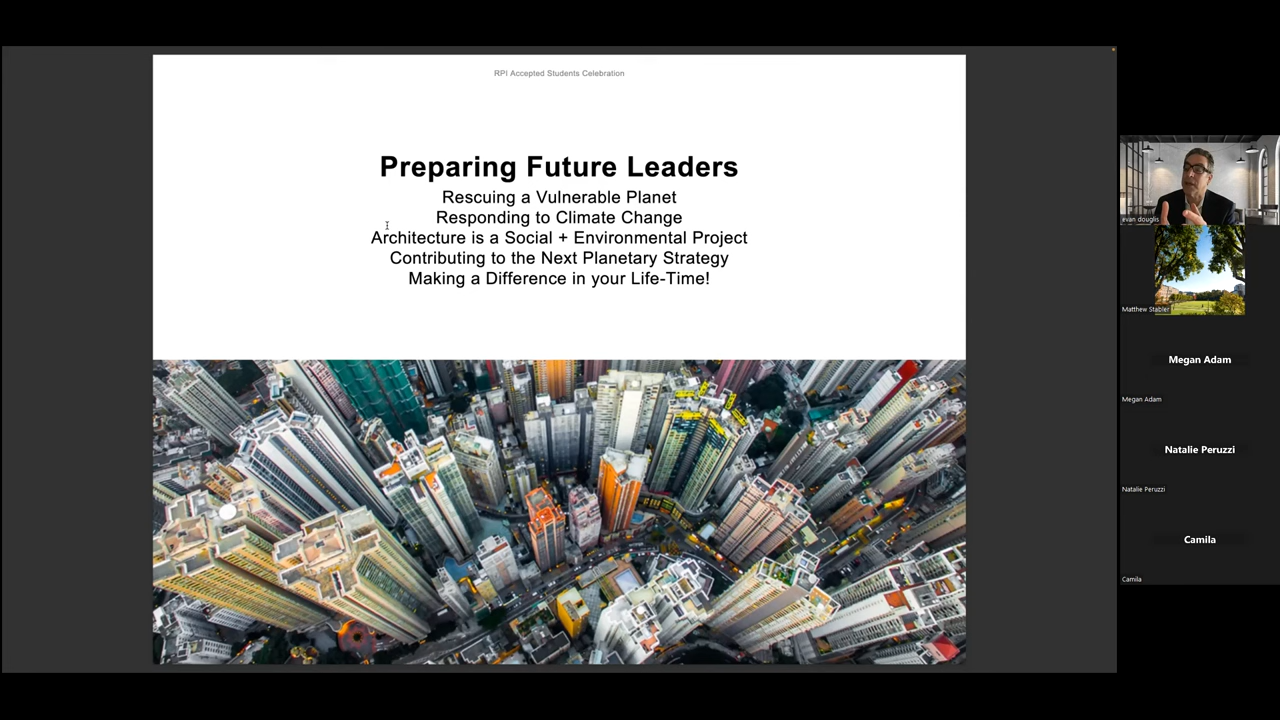 RPI Accepted Students Celebration
Preparing Future Leaders
Rescuing a Vulnerable Planet
Responding to Climate Change
Architecture is a Social + Environmental Project
Contributing to the Next Planetary Strategy
Making a Difference in your Life-Time!
evan douglis
Matthew Stabler
Megan Adam
Megan Adam
Natalie Peruzzi
Natalie Peruzzi
Camila
Camila